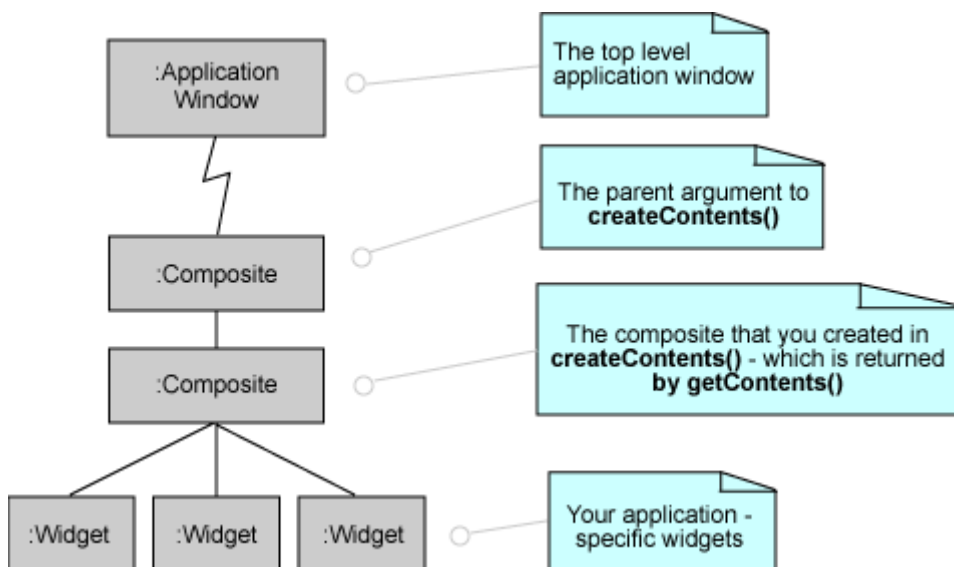 :Application
Window
The top level
application window
The parent argument to
createContents()
:Composite
The composite that you created in
createContents() - which is returned
by getContents()
:Composite
:Widget
:Widget
:Widget
Your application -
specific widgets